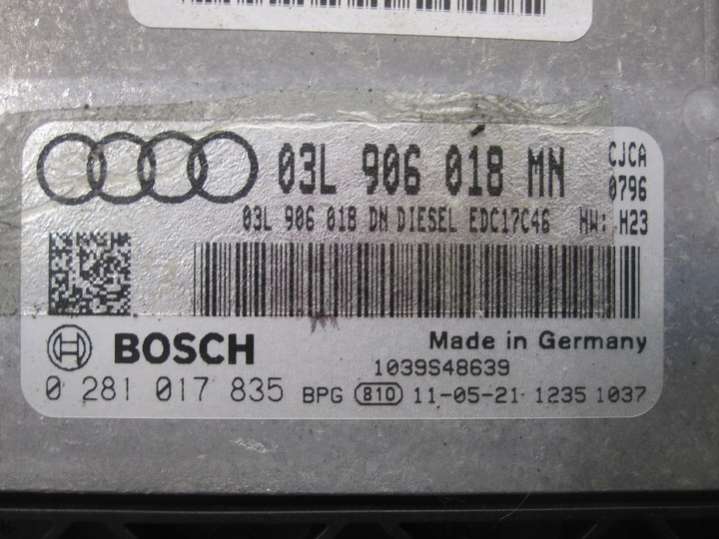 03L 906 018 MN
CJCA
0796
03L 906 018 DN DIESEL EDC17C46 HW: H23
BOSCH
Made in Germany
1039S48639
0 281 017 835 BPG 810 11-05-21 1235 1037